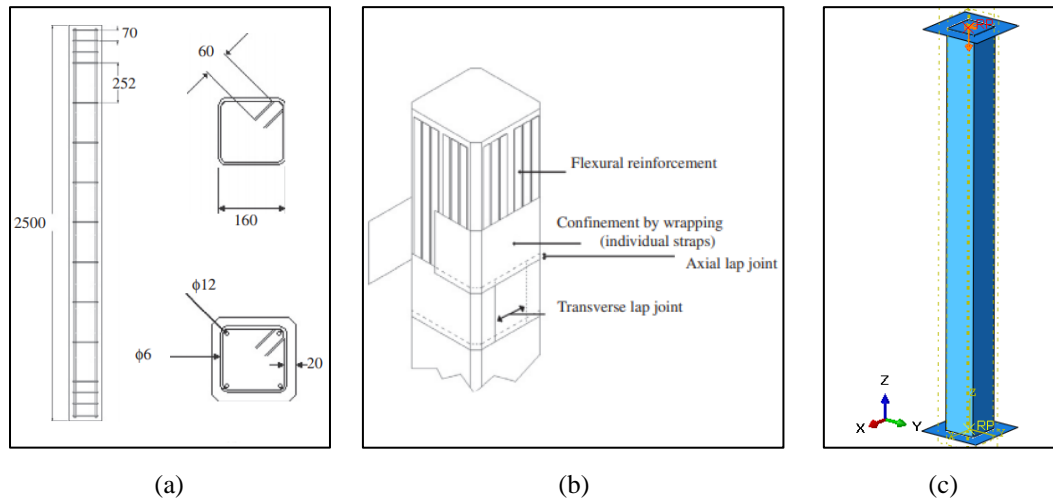 70
252
2500
60
160
ϕ12
ϕ6
20
(a)
Flexural reinforcement
Confinement by wrapping
(individual straps)
Axial lap joint
Transverse lap joint
(b)
Z
X
Y
RP
(c)